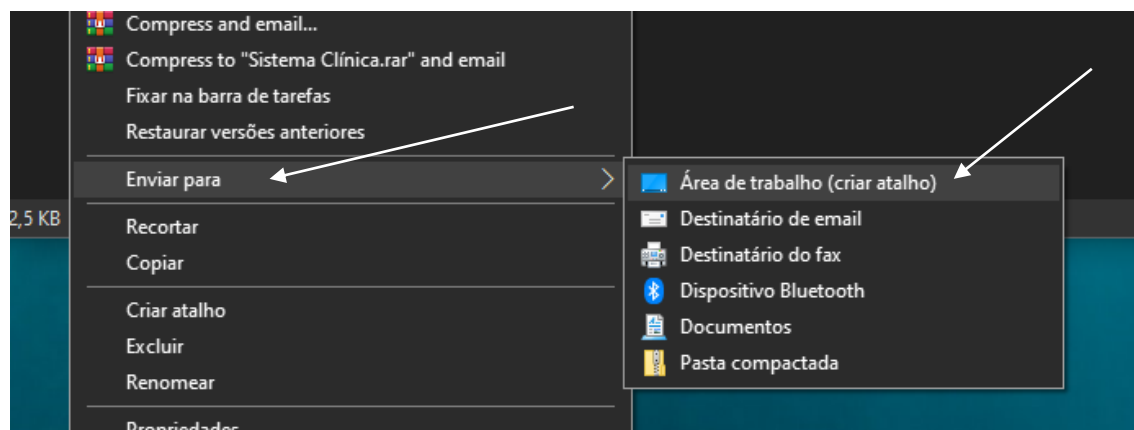 Compress and email...
Compress to "Sistema Clínica.rar" and email
Fixar na barra de tarefas
Restaurar versões anteriores
Enviar para
2,5 KB
Recortar
Copiar
Criar atalho
Excluir
Renomear
Propriedades
Área de trabalho (criar atalho)
Destinatário de email
Destinatário do fax
Dispositivo Bluetooth
Documentos
Pasta compactada